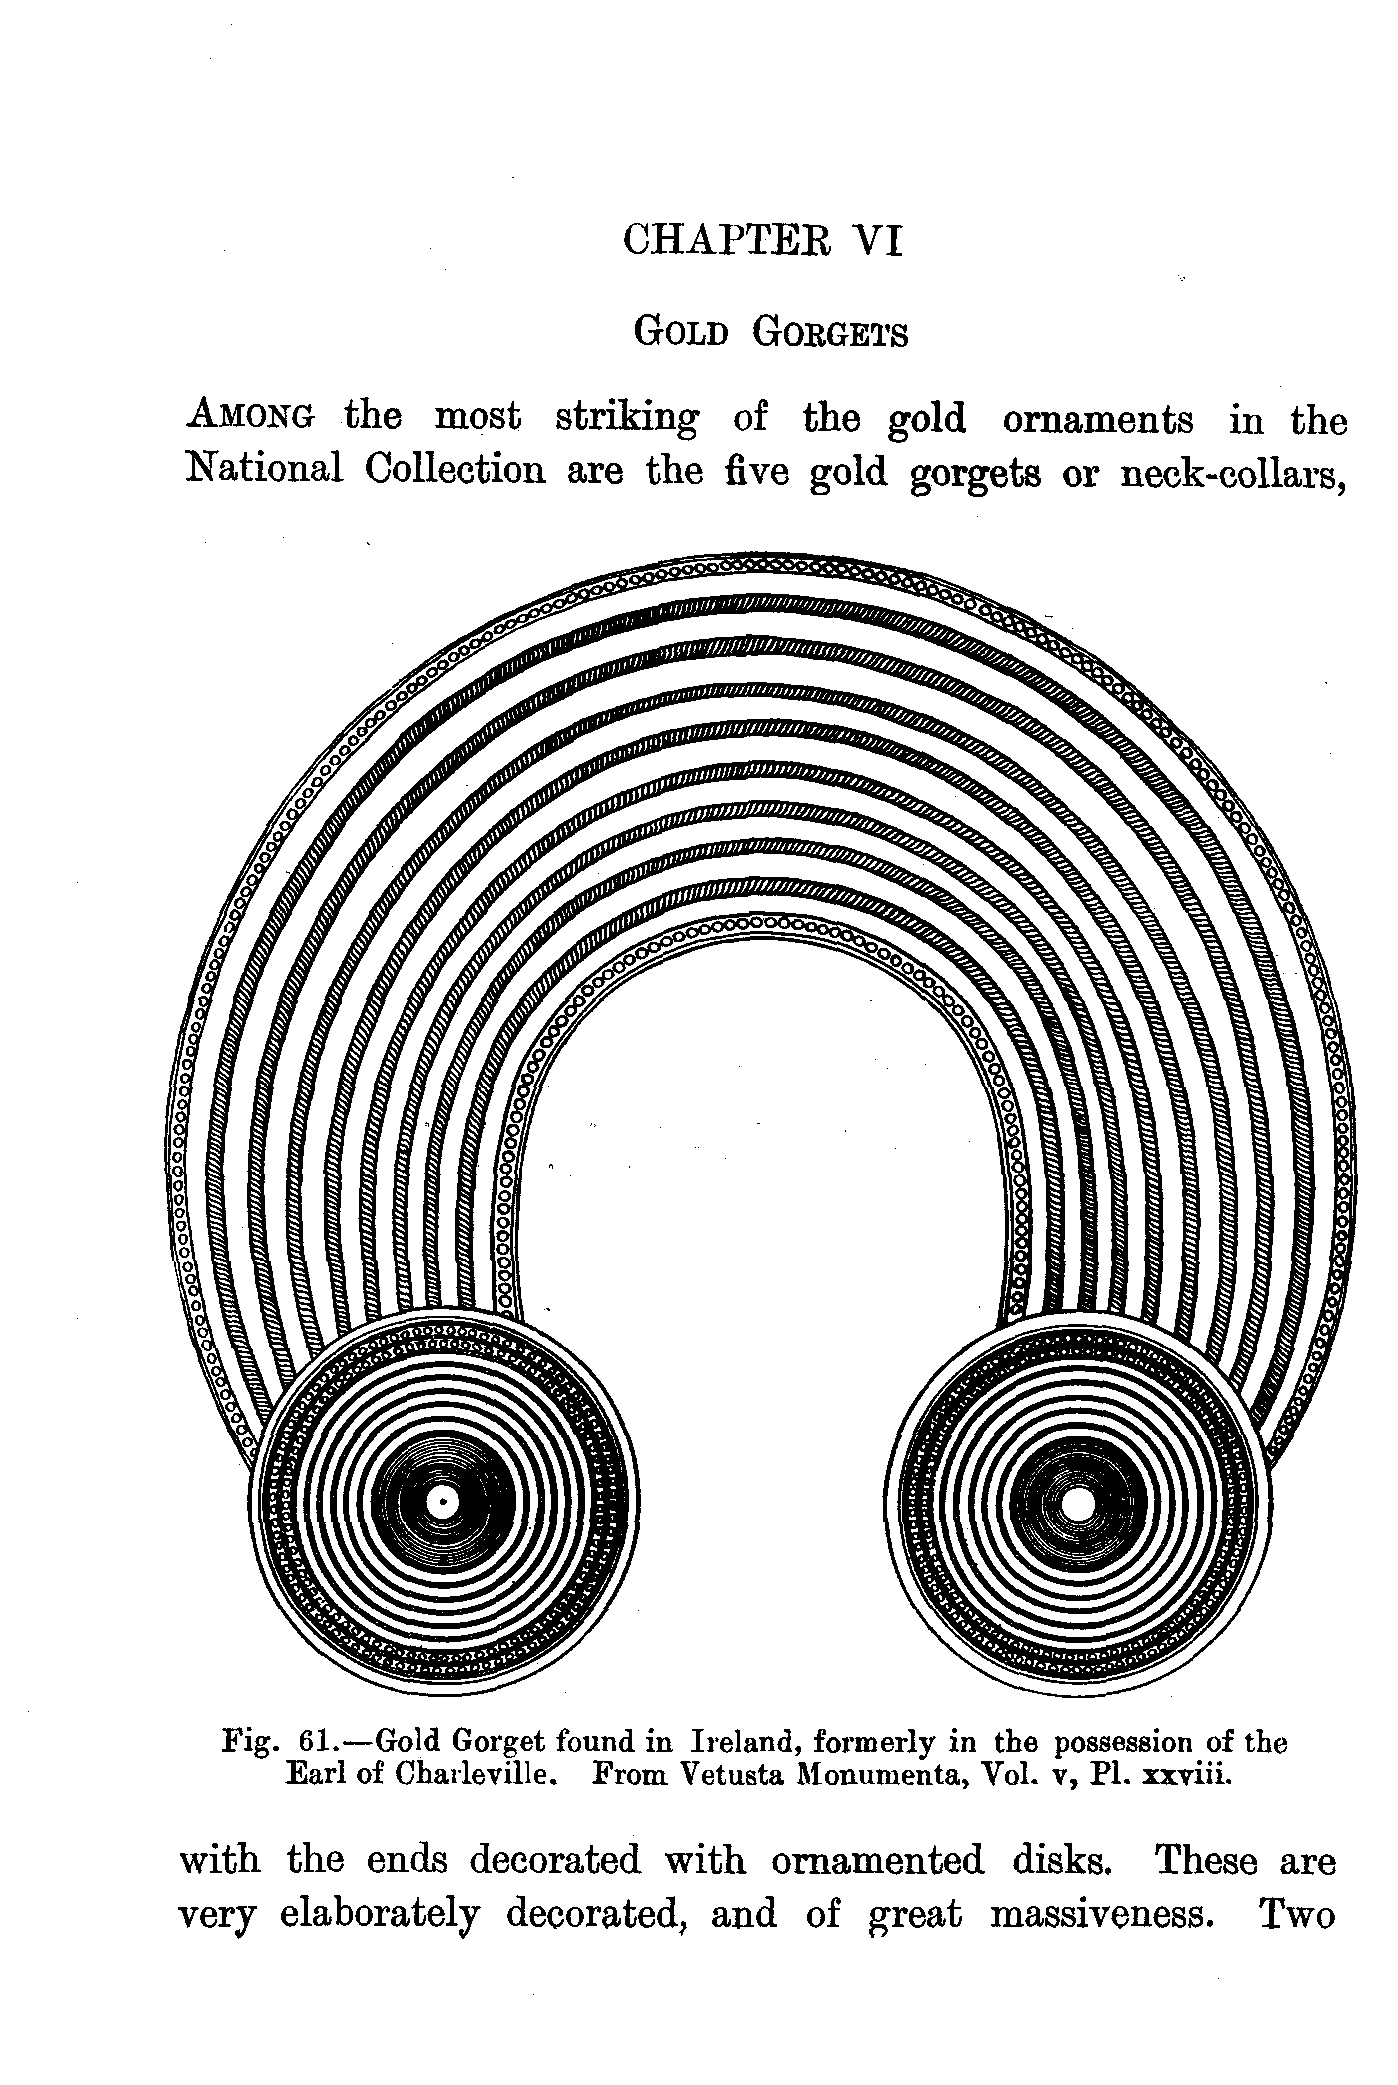 CHAPTER VI
GOLD GORGETS
AMONG the most striking of the gold ornaments in the
National Collection are the five gold gorgets or neck-collars,
Fig. 61.—Gold Gorget found in Ireland, formerly in the possession of the
Earl of Charleville. From Vetusta Monumenta, Vol. v, Pl. xxviii.
with the ends decorated with ornamented disks. These are
very elaborately decorated, and of great massiveness. Two